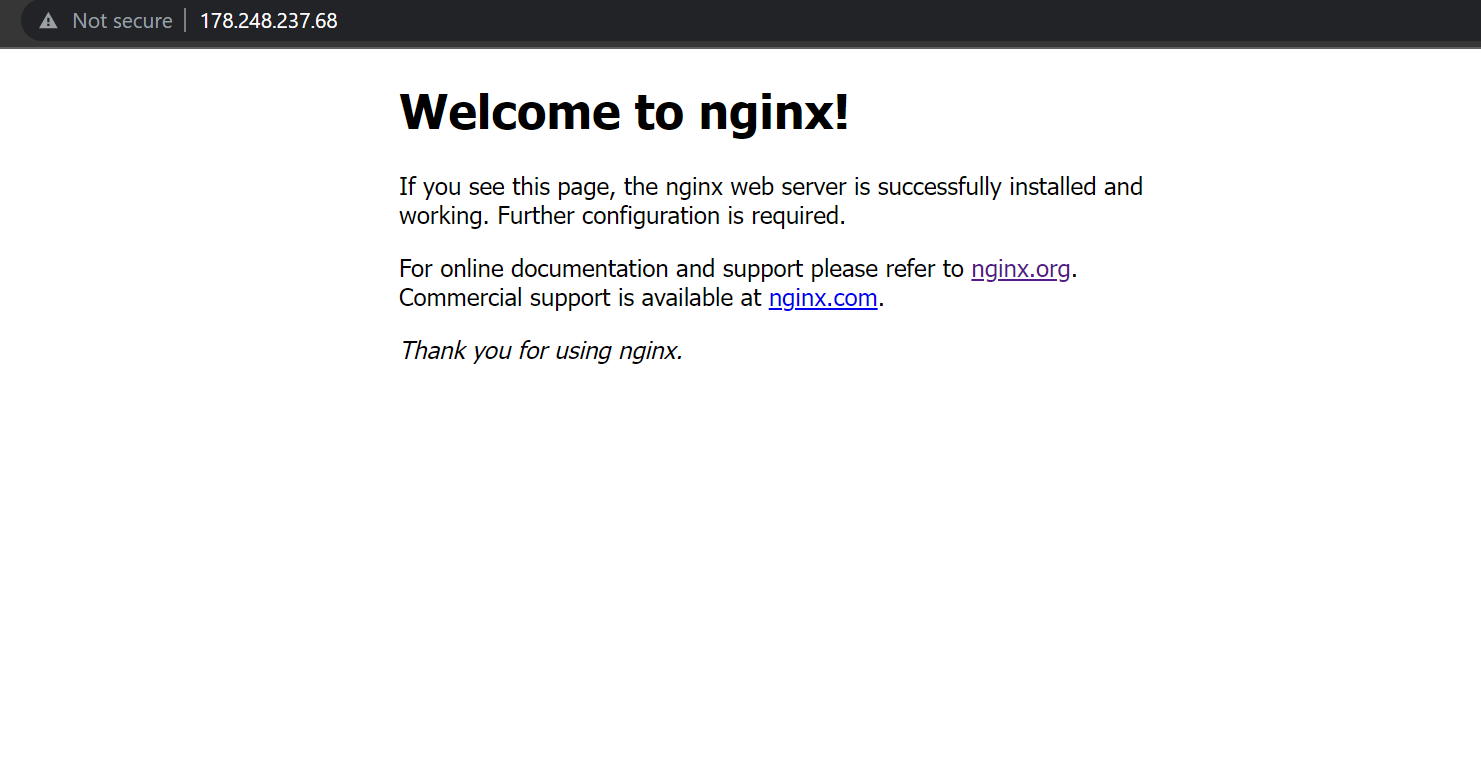 Not secure 178.248.237.68
Welcome to nginx!
If you see this page, the nginx web server is successfully installed and
working. Further configuration is required.
For online documentation and support please refer to nginx.org.
Commercial support is available at nginx.com.
Thank you for using nginx.